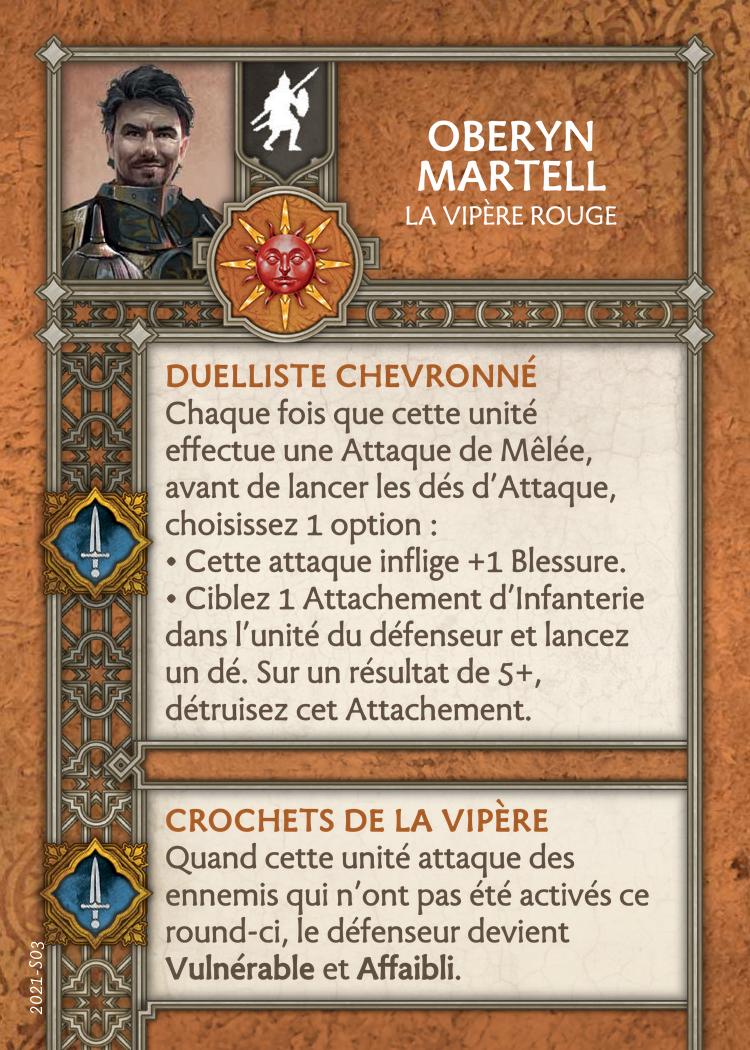 OBERYN
MARTELL
LA VIPÈRE ROUGE
DUELLISTE CHEVRONNÉ
Chaque fois que cette unité
effectue une Attaque de Mêlée,
avant de lancer les dés d’Attaque,
choisissez 1 option :
• Cette attaque inflige +1 Blessure.
• Ciblez 1 Attachement d’Infanterie
dans l’unité du défenseur et lancez
un dé. Sur un résultat de 5+,
détruisez cet Attachement.
CROCHETS DE LA VIPÈRE
Quand cette unité attaque des
ennemis qui n’ont pas été activés ce
round-ci, le défenseur devient
Vulnérable et Affaibli.
2021-S03